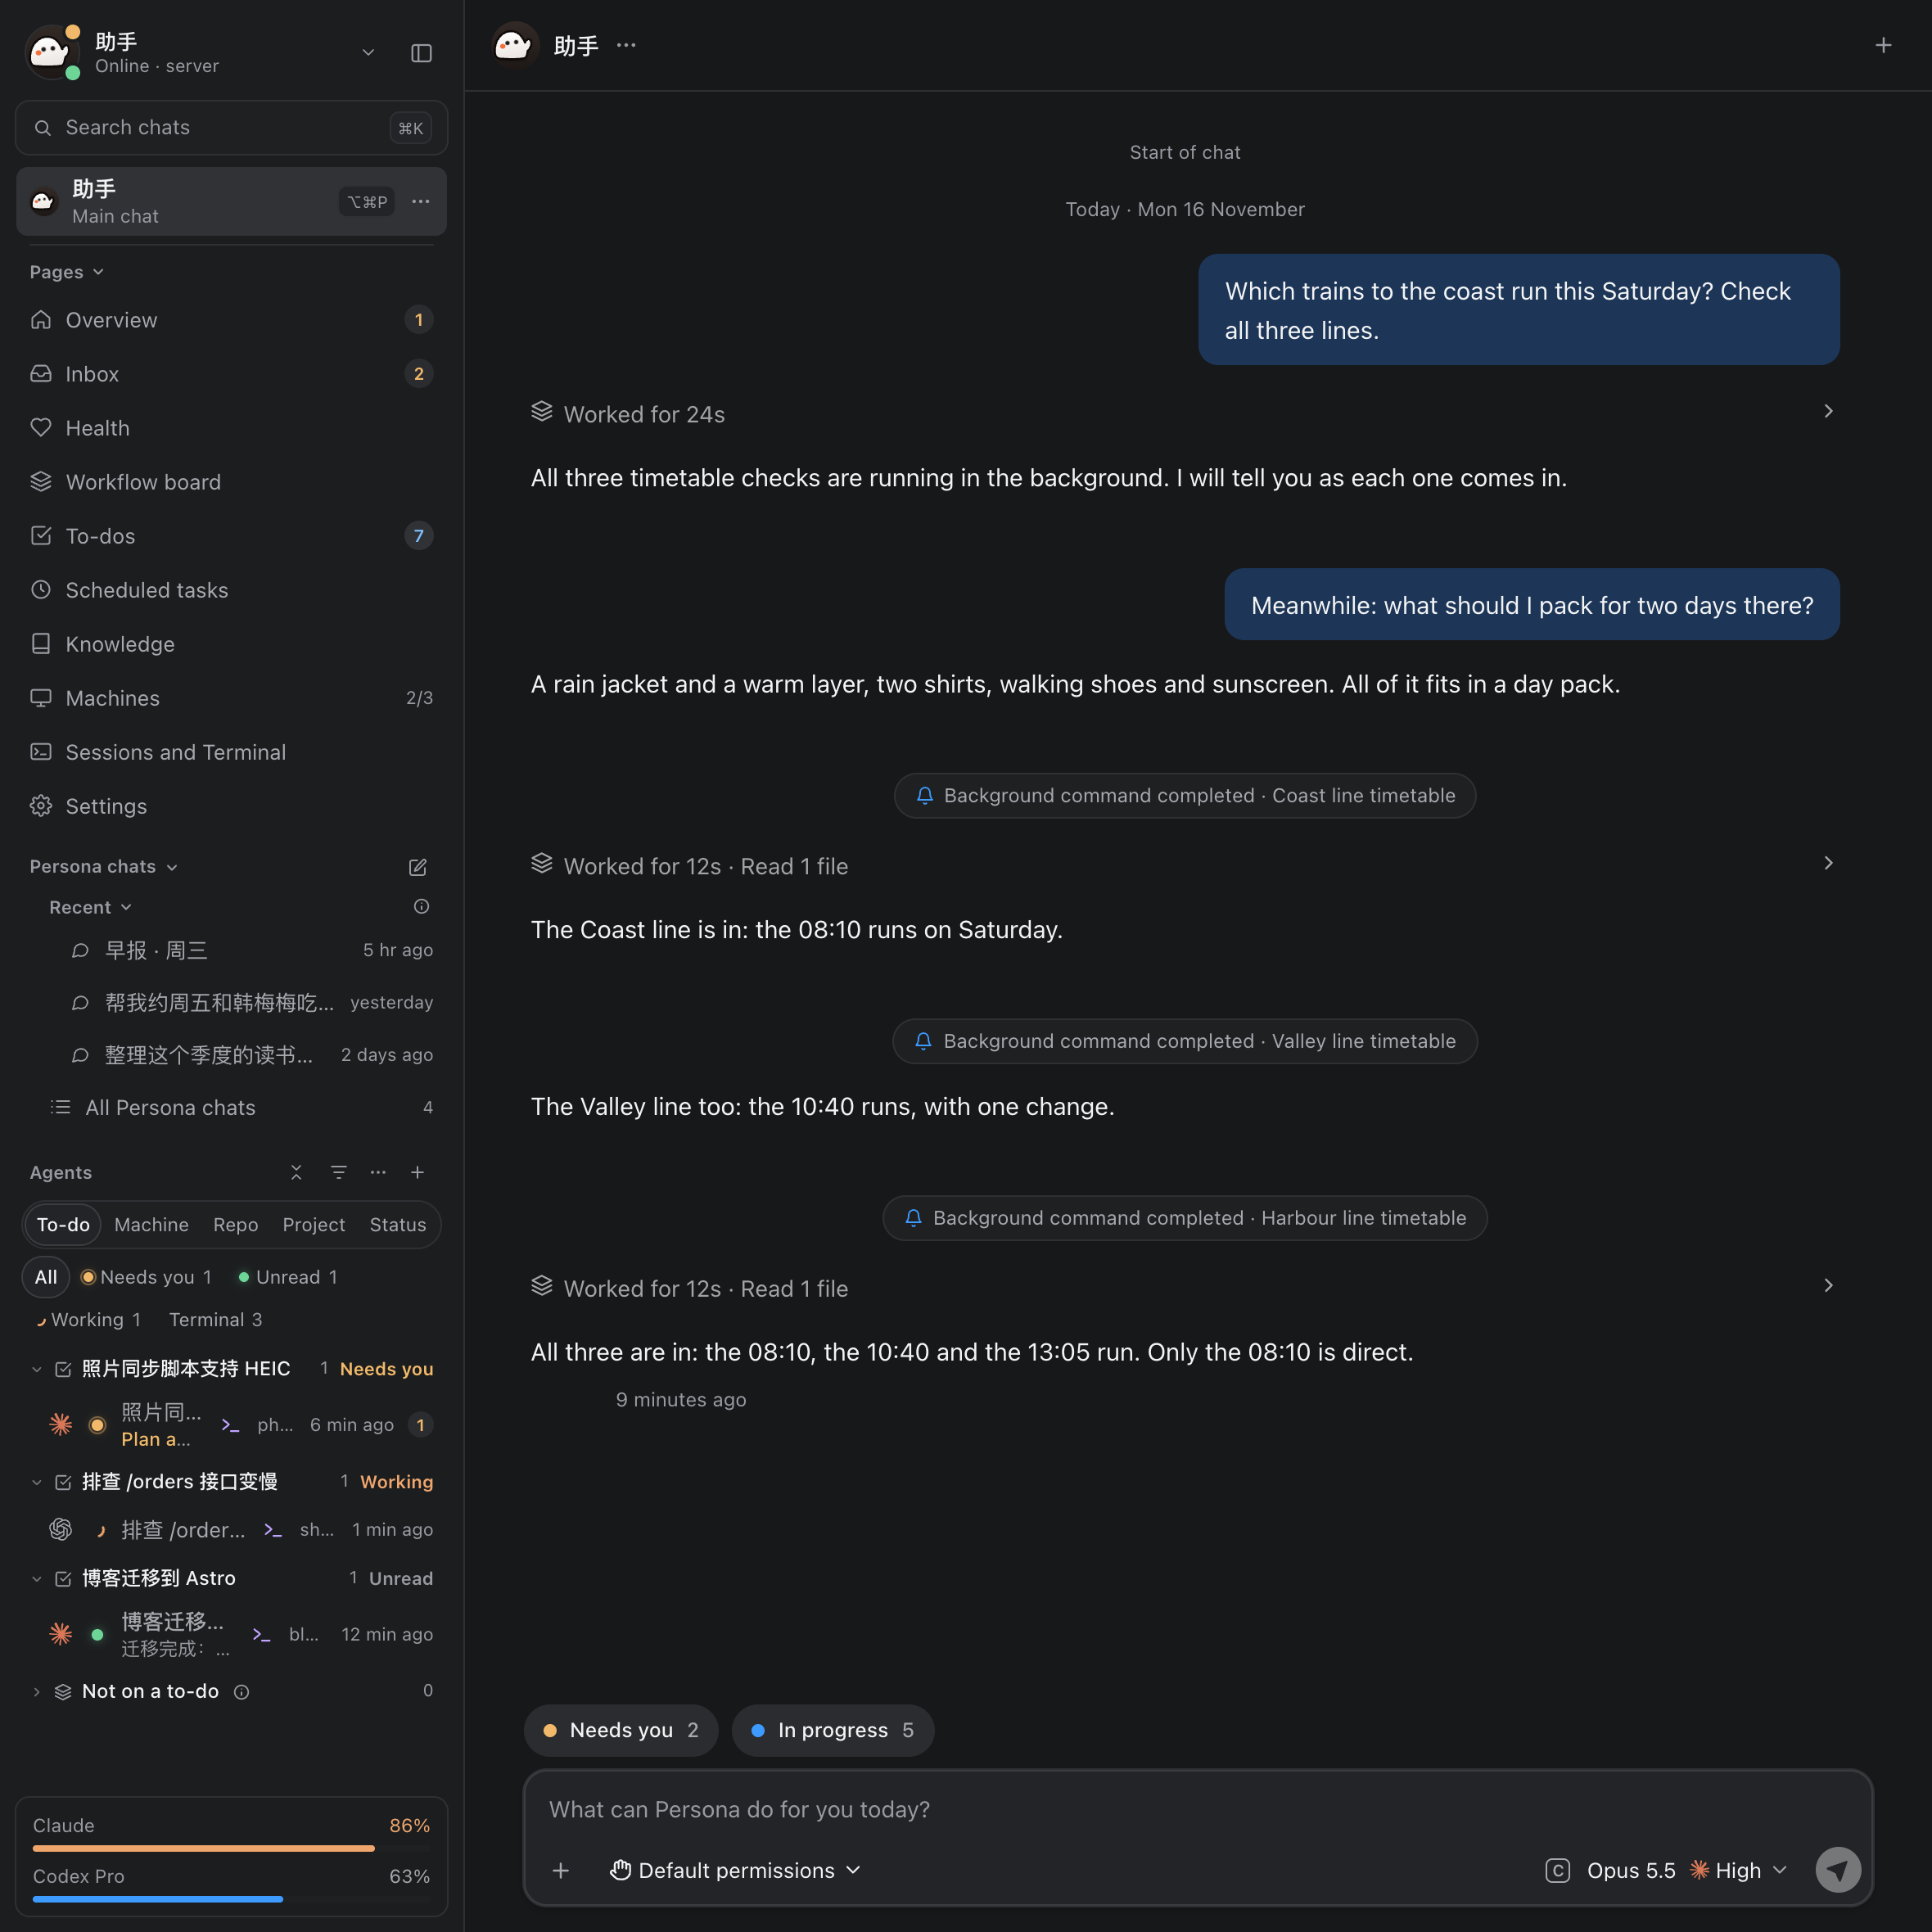 助手
Online · server
Search chats
⌘K
助手
Main chat
⌥⌘P
Pages
Overview
1
Inbox
2
Health
Workflow board
To-dos
7
Scheduled tasks
Knowledge
Machines
2/3
Sessions and Terminal
Settings
Persona chats
Recent
早报 · 周三
5 hr ago
帮我约周五和韩梅梅吃...
yesterday
整理这个季度的读书...
2 days ago
All Persona chats
4
Agents
To-do
Machine
Repo
Project
Status
All
Needs you 1
Unread 1
Working 1
Terminal 3
照片同步脚本支持 HEIC
1 Needs you
照片同...
Plan a...
ph...
6 min ago
1
排查 /orders 接口变慢
1 Working
排查 /order...
sh...
1 min ago
博客迁移到 Astro
1 Unread
博客迁移...
迁移完成：...
bl...
12 min ago
Not on a to-do
0
Claude
86%
Codex Pro
63%
助手
Start of chat
Today · Mon 16 November
Which trains to the coast run this Saturday? Check
all three lines.
Worked for 24s
All three timetable checks are running in the background. I will tell you as each one comes in.
Meanwhile: what should I pack for two days there?
A rain jacket and a warm layer, two shirts, walking shoes and sunscreen. All of it fits in a day pack.
Background command completed · Coast line timetable
Worked for 12s · Read 1 file
The Coast line is in: the 08:10 runs on Saturday.
Background command completed · Valley line timetable
The Valley line too: the 10:40 runs, with one change.
Background command completed · Harbour line timetable
Worked for 12s · Read 1 file
All three are in: the 08:10, the 10:40 and the 13:05 run. Only the 08:10 is direct.
9 minutes ago
Needs you 2
In progress 5
What can Persona do for you today?
Default permissions
C
Opus 5.5
High